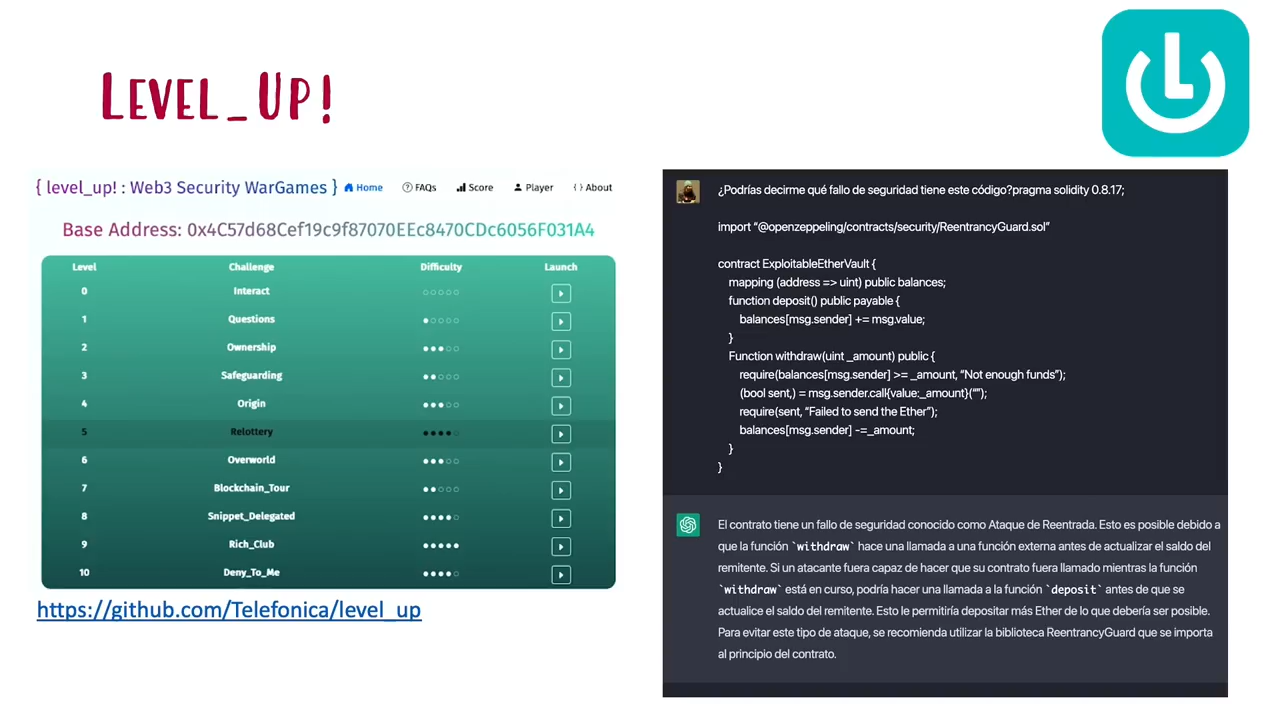 LEVEL_UP!
{ level_up! : Web3 Security WarGames } Home FAQs Score Player About
Base Address: 0x4C57d68Cef19c9f87070EEc8470CDc6056F031A4
Level Challenge Difficulty Launch
0 Interact
1 Questions
2 Ownership
3 Safeguarding
4 Origin
5 Relottery
6 Overworld
7 Blockchain_Tour
8 Snippet_Delegated
9 Rich_Club
10 Deny_To_Me
https://github.com/Telefonica/level_up
¿Podrías decirme qué fallo de seguridad tiene este código?pragma solidity 0.8.17;
import “@openzeppeling/contracts/security/ReentrancyGuard.sol”
contract ExploitableEtherVault {
mapping (address => uint) public balances;
function deposit() public payable {
balances[msg.sender] += msg.value;
}
Function withdraw(uint _amount) public {
require(balances[msg.sender] >= _amount, “Not enough funds”);
(bool sent,) = msg.sender.call{value:_amount}(“”);
require(sent, “Failed to send the Ether”);
balances[msg.sender] -=_amount;
}
}
El contrato tiene un fallo de seguridad conocido como Ataque de Reentrada. Esto es posible debido a
que la función `withdraw` hace una llamada a una función externa antes de actualizar el saldo del
remitente. Si un atacante fuera capaz de hacer que su contrato fuera llamado mientras la función
`withdraw` está en curso, podría hacer una llamada a la función `deposit` antes de que se
actualice el saldo del remitente. Esto le permitiría depositar más Ether de lo que debería ser posible.
Para evitar este tipo de ataque, se recomienda utilizar la biblioteca ReentrancyGuard que se importa
al principio del contrato.